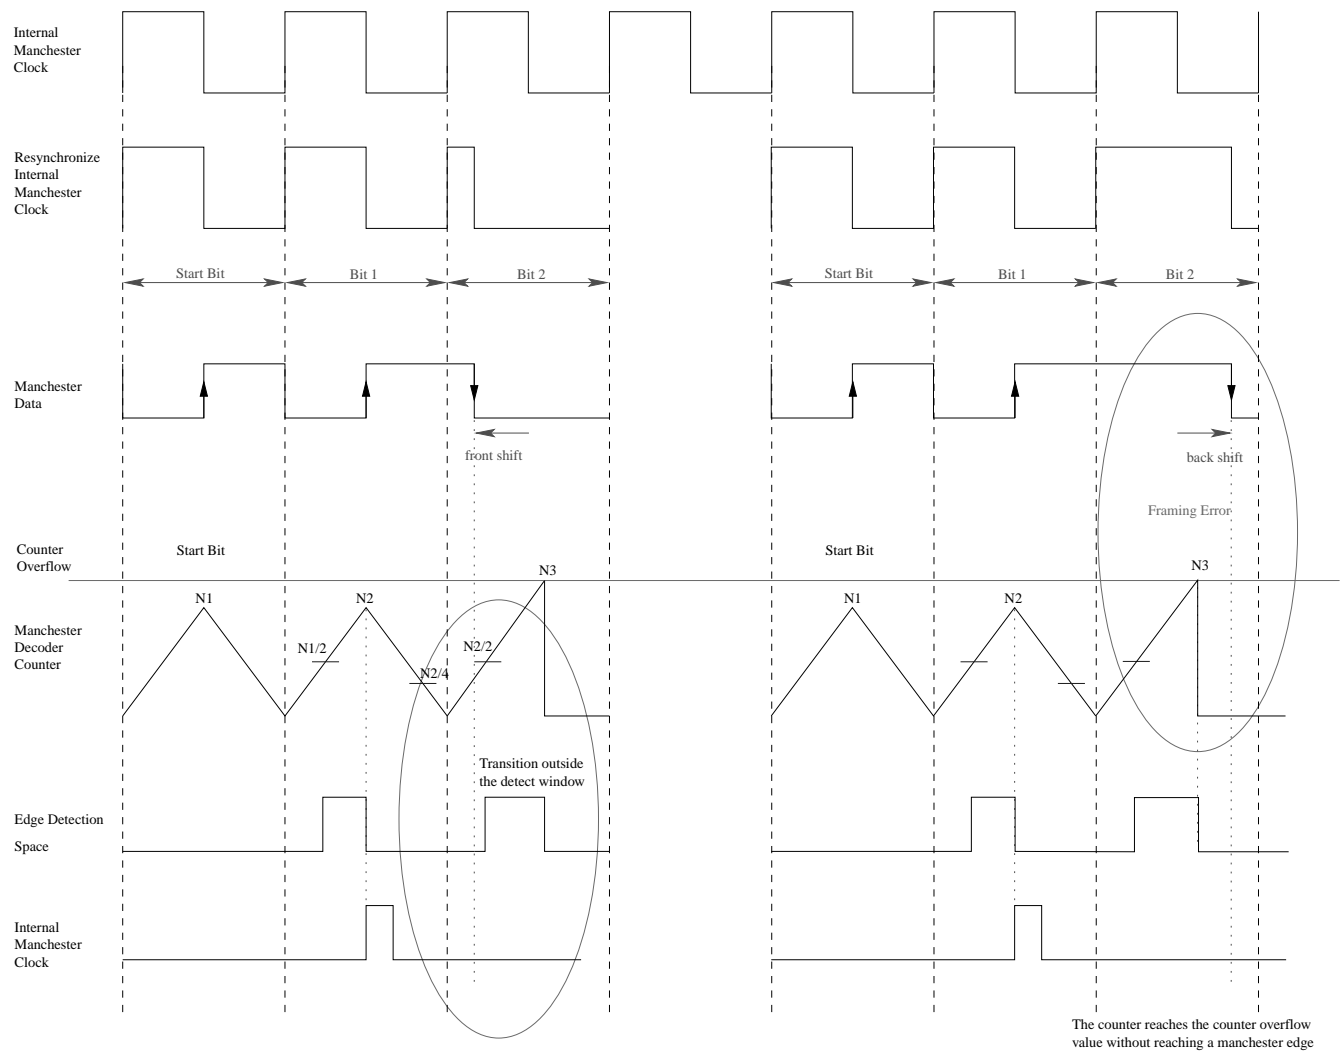 Internal
Manchester
Clock
Resynchronize
Internal
Manchester
Clock
Start Bit
Bit 1
Bit 2
Start Bit
Bit 1
Bit 2
Manchester
Data
front shift
back shift
Framing Error
Counter
Overflow
Start Bit
Start Bit
N1
N2
N3
N1
N2
N3
Manchester
Decoder
Counter
N1/2
N2/4
N2/2
Transition outside
the detect window
Edge Detection
Space
Internal
Manchester
Clock
The counter reaches the counter overflow
value without reaching a manchester edge